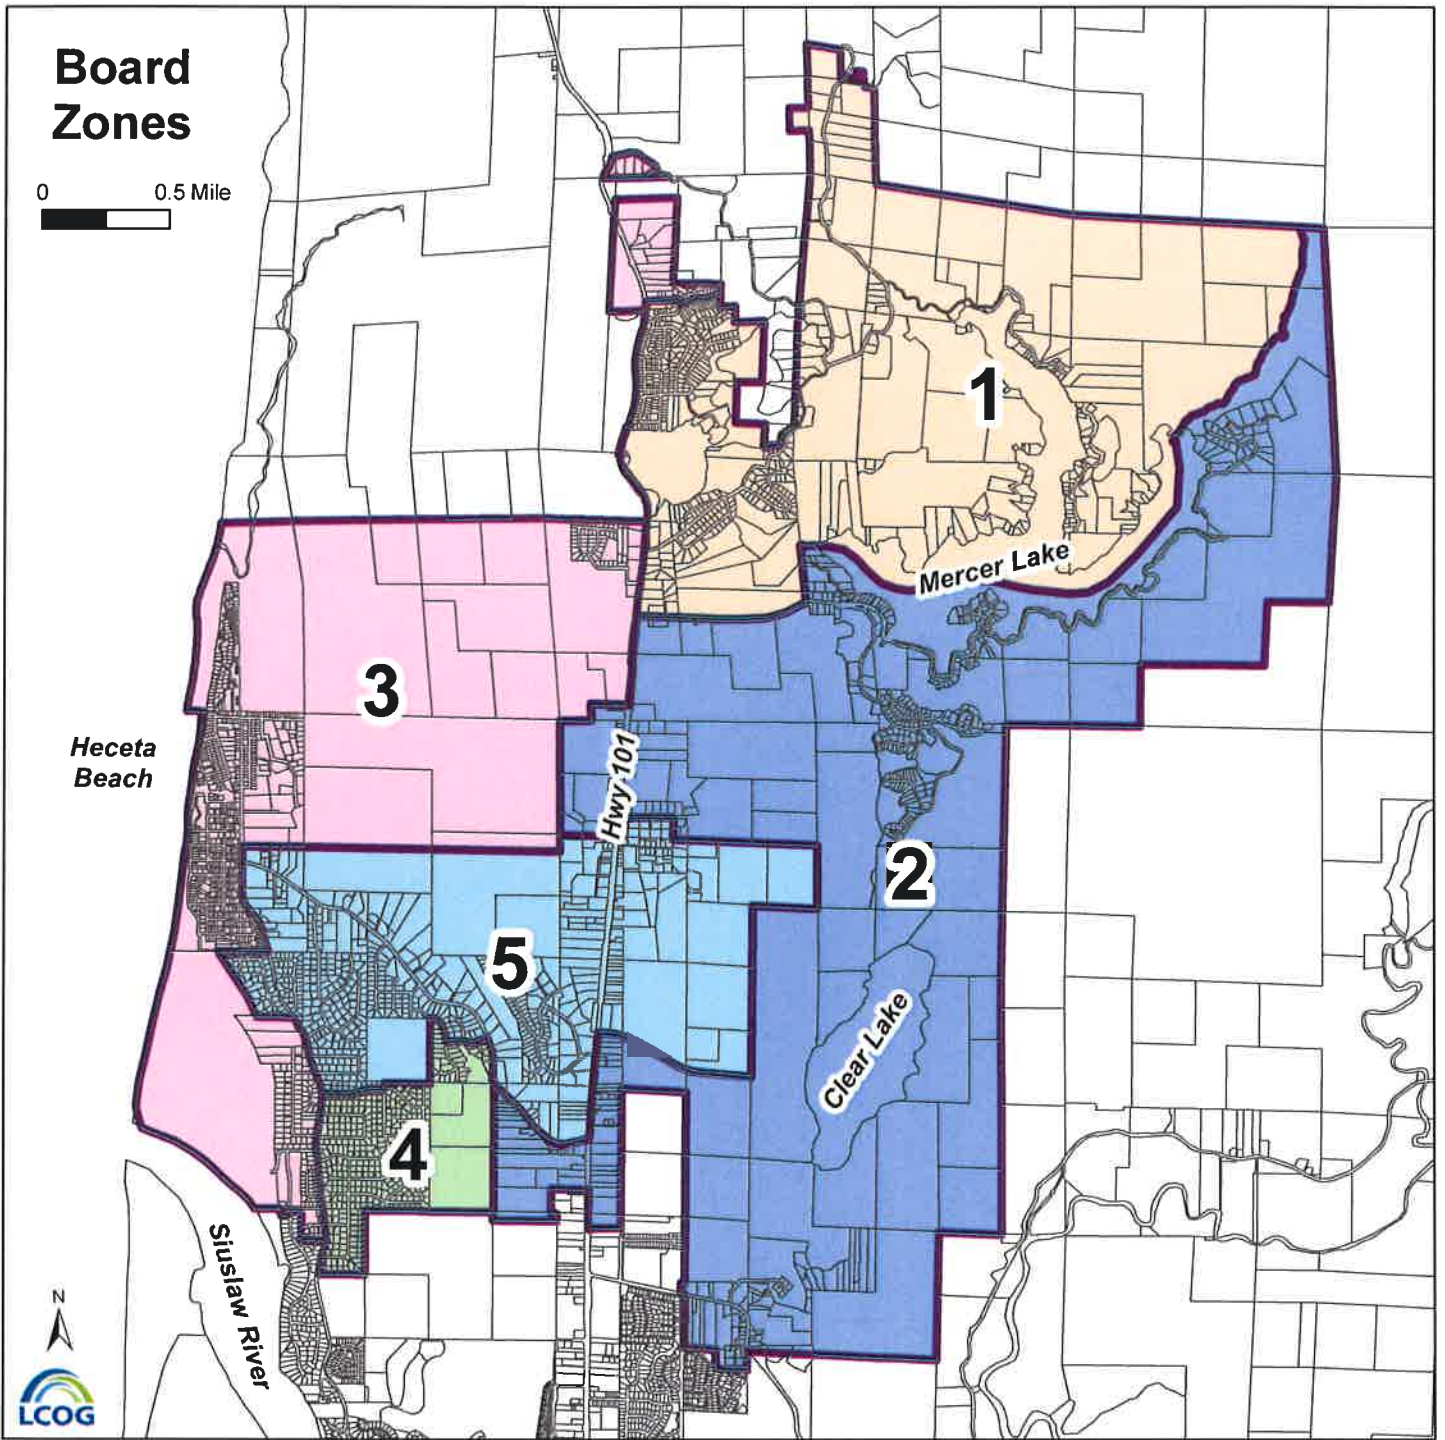 Board
Zones
0 0.5 Mile
1
Mercer Lake
3
Heceta
Beach
Hwy 101
2
5
Clear Lake
4
Siuslaw River
N
LCOG